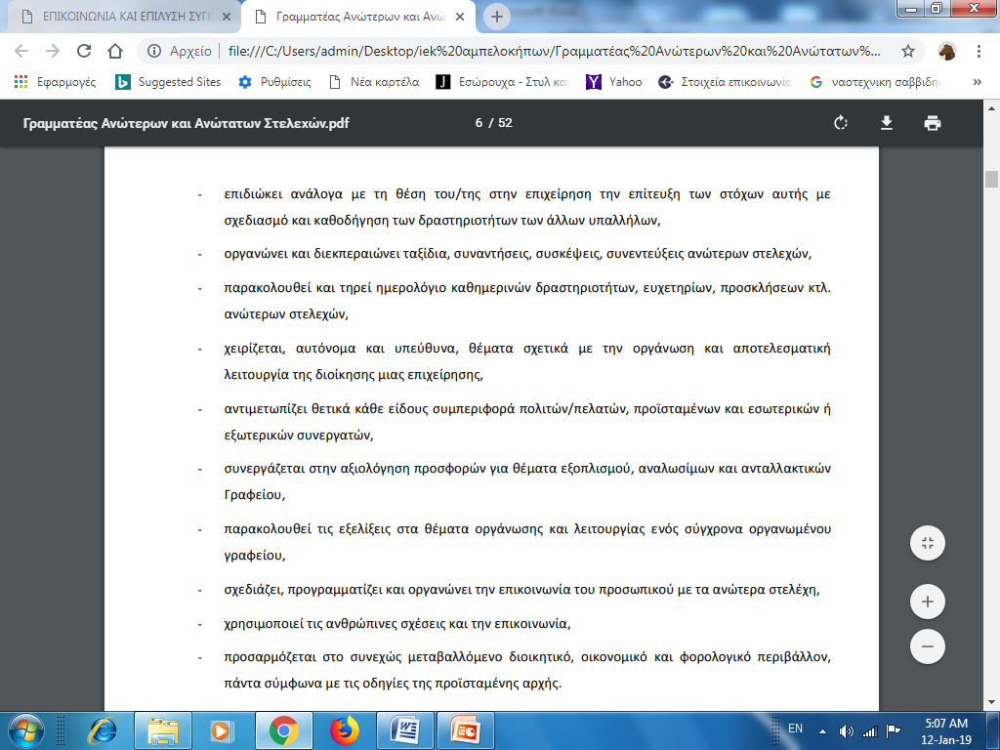 ΕΠΙΚΟΙΝΩΝΙΑ ΚΑΙ ΕΠΙΛΥΣΗ ΣΥΓΚ
Γραμματέας Ανώτερων και Ανώ
Αρχείο
file:///C:/Users/admin/Desktop/iek%20αμπελοκήπων/Γραμματέας%20Ανώτερων%20και%20Ανώτατων%...
Εφαρμογές
Suggested Sites
Ρυθμίσεις
Νέα καρτέλα
Εσώρουχα - Στυλ κα
Yahoo
Στοιχεία επικοινωνία
ναοτεχνικη σαββιδης
»
Γραμματέας Ανώτερων και Ανώτατων Στελεχών.pdf
6 / 52
- επιδιώκει ανάλογα με τη θέση του/της στην επιχείρηση την επίτευξη των στόχων αυτής με
σχεδιασμό και καθοδήγηση των δραστηριοτήτων των άλλων υπαλλήλων,
- οργανώνει και διεκπεραιώνει ταξίδια, συναντήσεις, συσκέψεις, συνεντεύξεις ανώτερων στελεχών,
- παρακολουθεί και τηρεί ημερολόγιο καθημερινών δραστηριοτήτων, ευχετηρίων, προσκλήσεων κτλ.
ανώτερων στελεχών,
- χειρίζεται, αυτόνομα και υπεύθυνα, θέματα σχετικά με την οργάνωση και αποτελεσματική
λειτουργία της διοίκησης μιας επιχείρησης,
- αντιμετωπίζει θετικά κάθε είδους συμπεριφορά πολιτών/πελατών, προϊσταμένων και εσωτερικών ή
εξωτερικών συνεργατών,
- συνεργάζεται στην αξιολόγηση προσφορών για θέματα εξοπλισμού, αναλωσίμων και ανταλλακτικών
Γραφείου,
- παρακολουθεί τις εξελίξεις στα θέματα οργάνωσης και λειτουργίας ενός σύγχρονα οργανωμένου
γραφείου,
- σχεδιάζει, προγραμματίζει και οργανώνει την επικοινωνία του προσωπικού με τα ανώτερα στελέχη,
- χρησιμοποιεί τις ανθρώπινες σχέσεις και την επικοινωνία,
- προσαρμόζεται στο συνεχώς μεταβαλλόμενο διοικητικό, οικονομικό και φορολογικό περιβάλλον,
πάντα σύμφωνα με τις οδηγίες της προϊσταμένης αρχής.
EN
5:07 AM
12-Jan-19